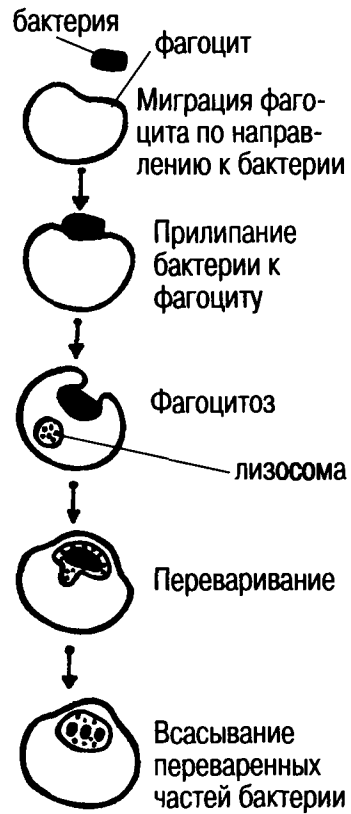 бактерия
фагоцит
Миграция фаго-
цита по направ-
лению к бактерии
Прилипание
бактерии к
фагоциту
Фагоцитоз
лизосома
Переваривание
Всасывание
переваренных
частей бактерии